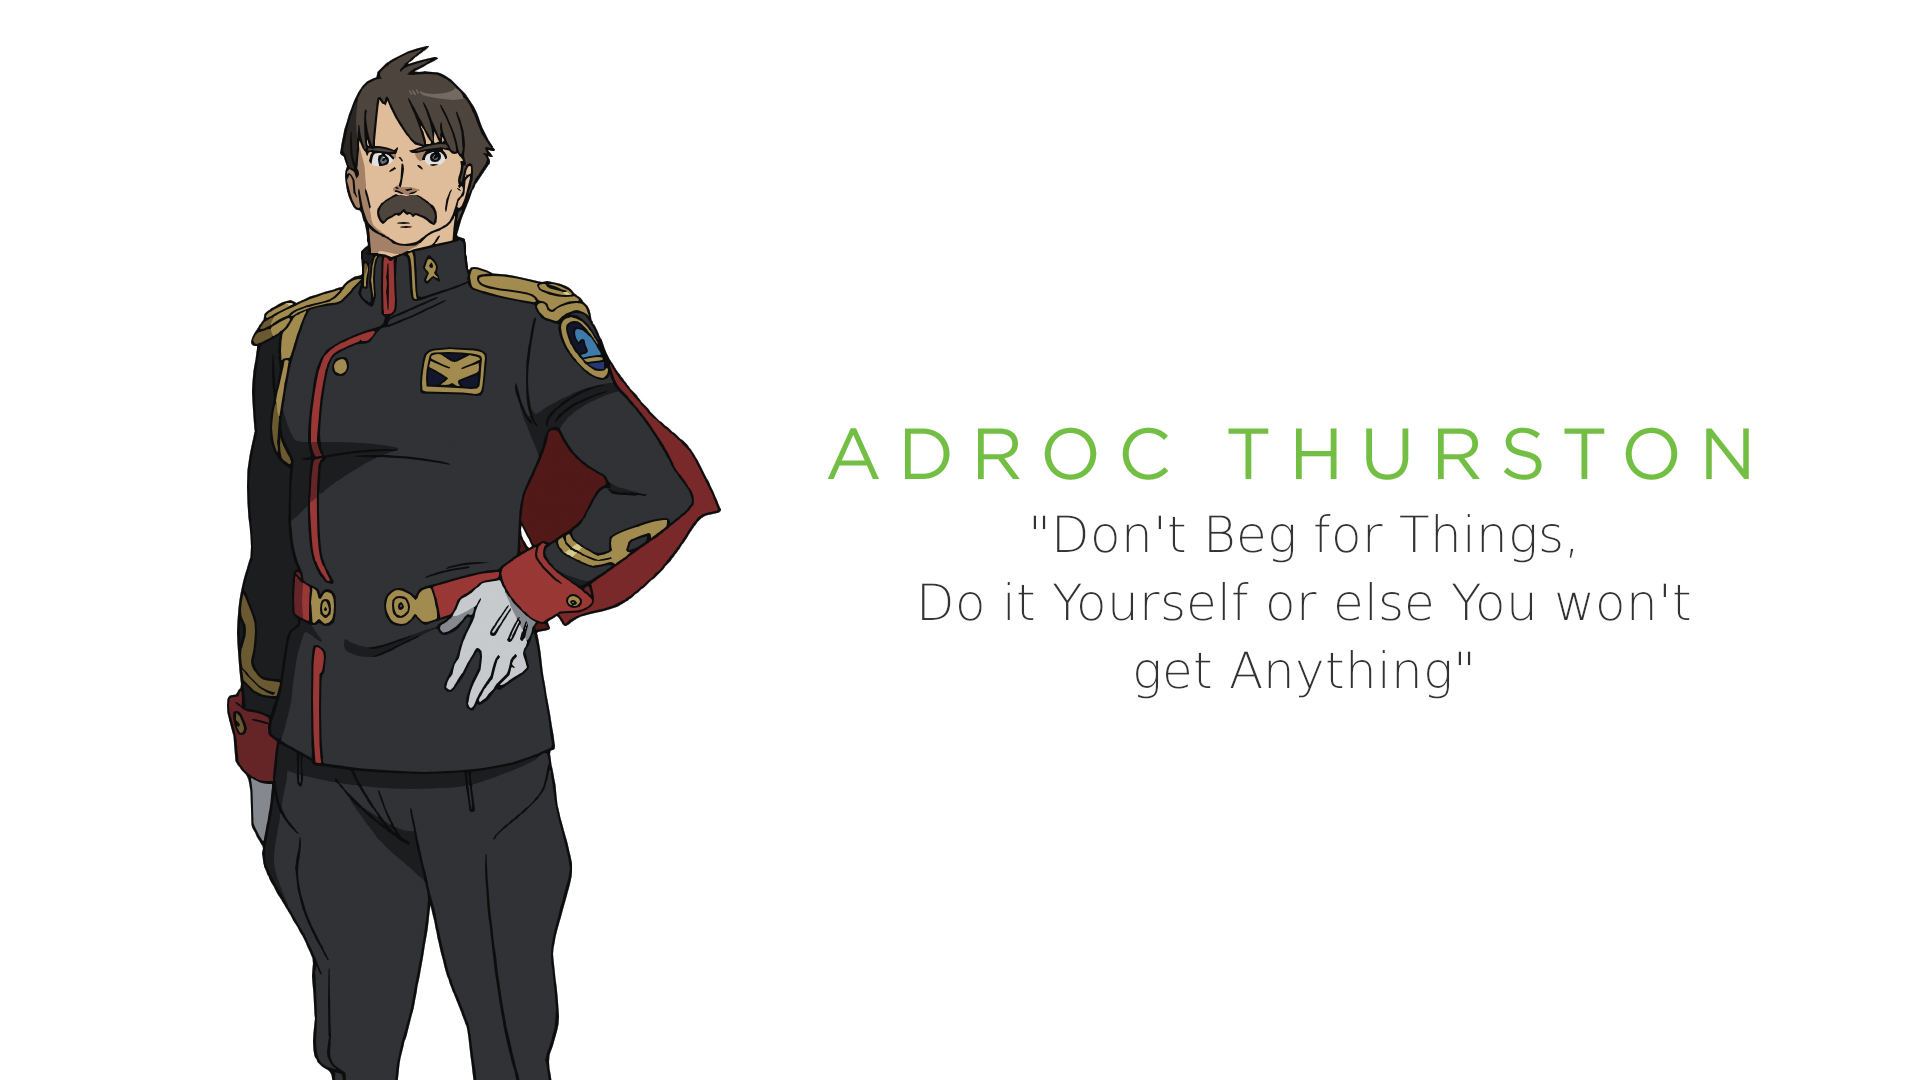 ADROC THURSTON
"Don't Beg for Things,
Do it Yourself or else You won't
get Anything"